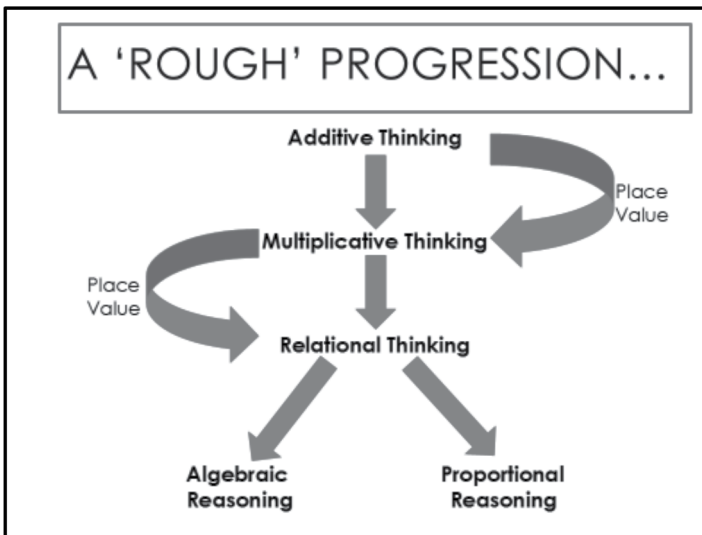 A ‘ROUGH’ PROGRESSION…
Additive Thinking
Place
Value
Multiplicative Thinking
Place
Value
Relational Thinking
Algebraic
Reasoning
Proportional
Reasoning